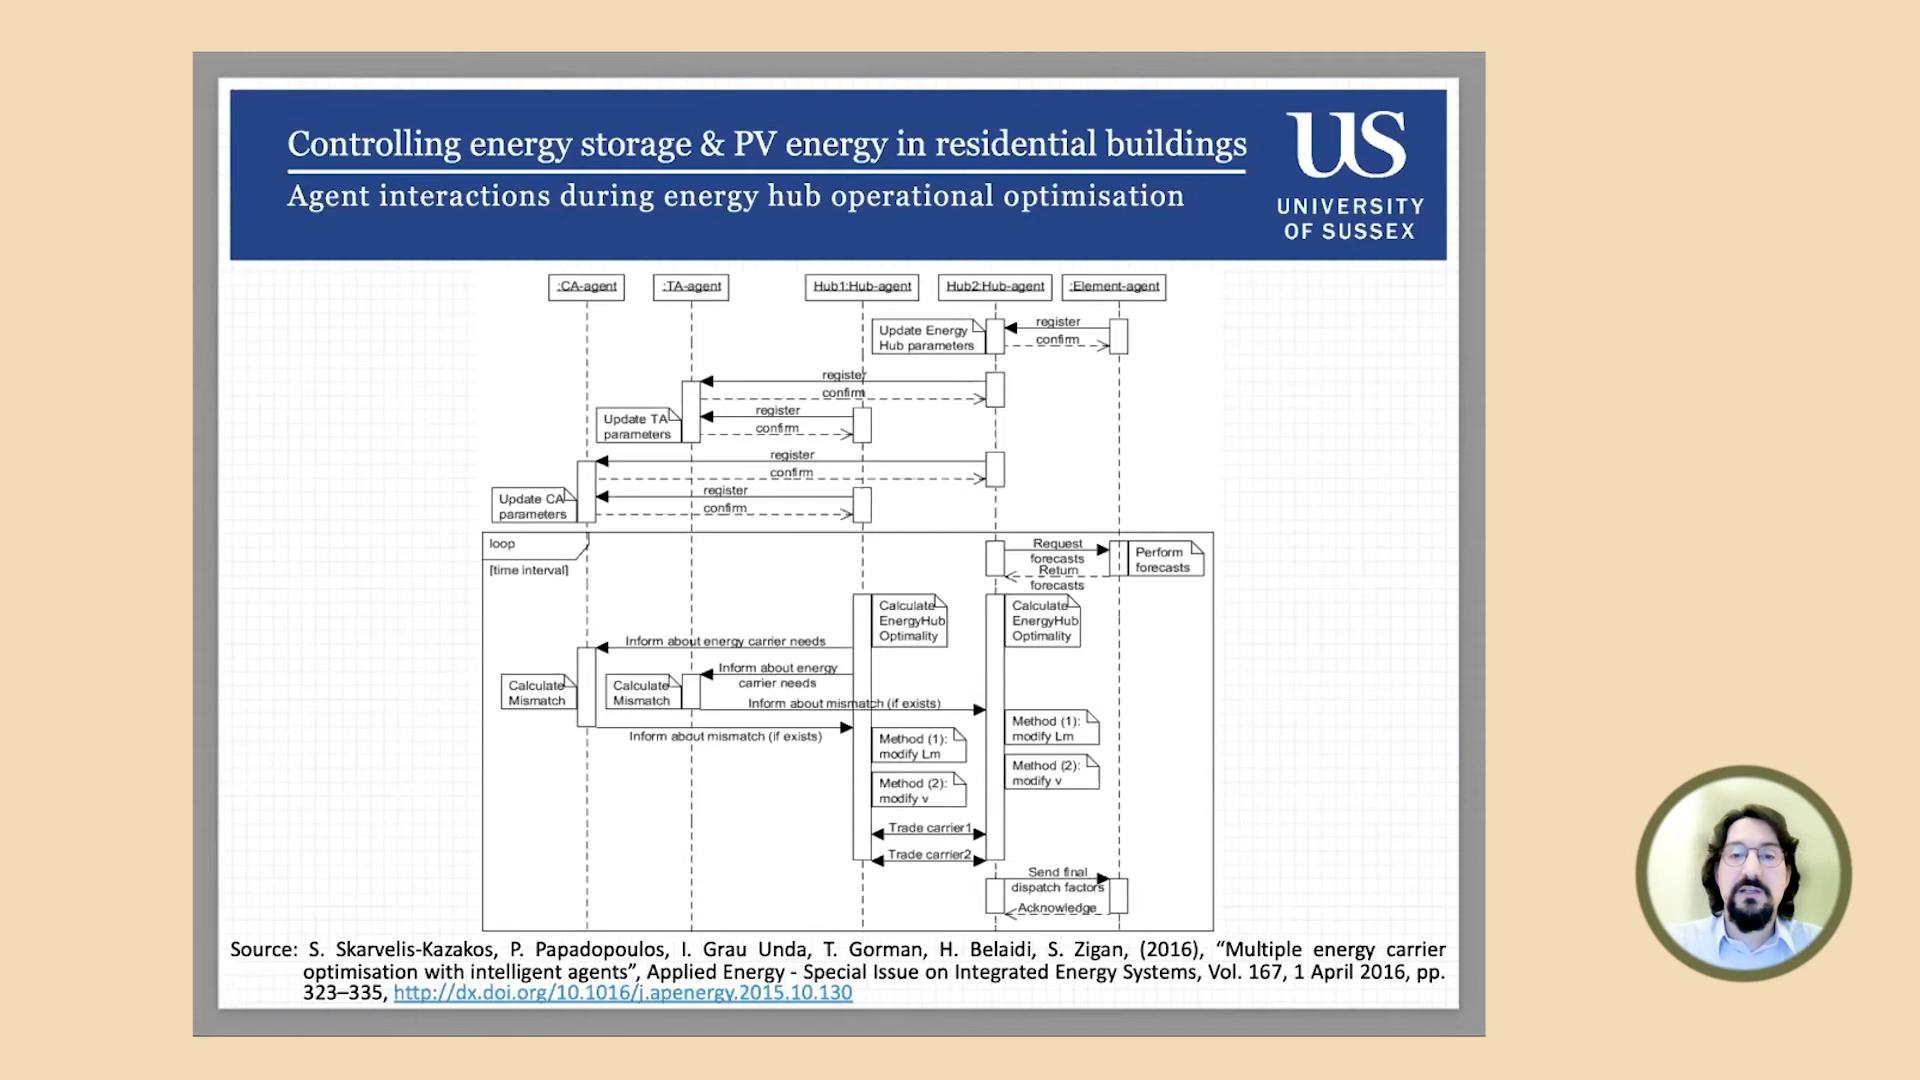 Controlling energy storage & PV energy in residential buildings
Agent interactions during energy hub operational optimisation
US
UNIVERSITY
OF SUSSEX
:CA-agent
:TA-agent
Hub1:Hub-agent
Hub2:Hub-agent
:Element-agent
Update Energy
Hub parameters
register
confirm
register
confirm
Update TA
parameters
register
confirm
register
confirm
Update CA
parameters
register
confirm
loop
[time interval]
Request
forecasts
Return
forecasts
Perform
forecasts
Calculate
EnergyHub
Optimality
Calculate
EnergyHub
Optimality
Inform about energy carrier needs
Inform about energy
carrier needs
Calculate
Mismatch
Calculate
Mismatch
Inform about mismatch (if exists)
Inform about mismatch (if exists)
Method (1):
modify Lm
Method (2):
modify v
Method (1):
modify Lm
Method (2):
modify v
Trade carrier1
Trade carrier2
Send final
dispatch factors
Acknowledge
Source: S. Skarvelis-Kazakos, P. Papadopoulos, I. Grau Unda, T. Gorman, H. Belaidi, S. Zigan, (2016), “Multiple energy carrier
optimisation with intelligent agents”, Applied Energy - Special Issue on Integrated Energy Systems, Vol. 167, 1 April 2016, pp.
323–335, http://dx.doi.org/10.1016/j.apenergy.2015.10.130